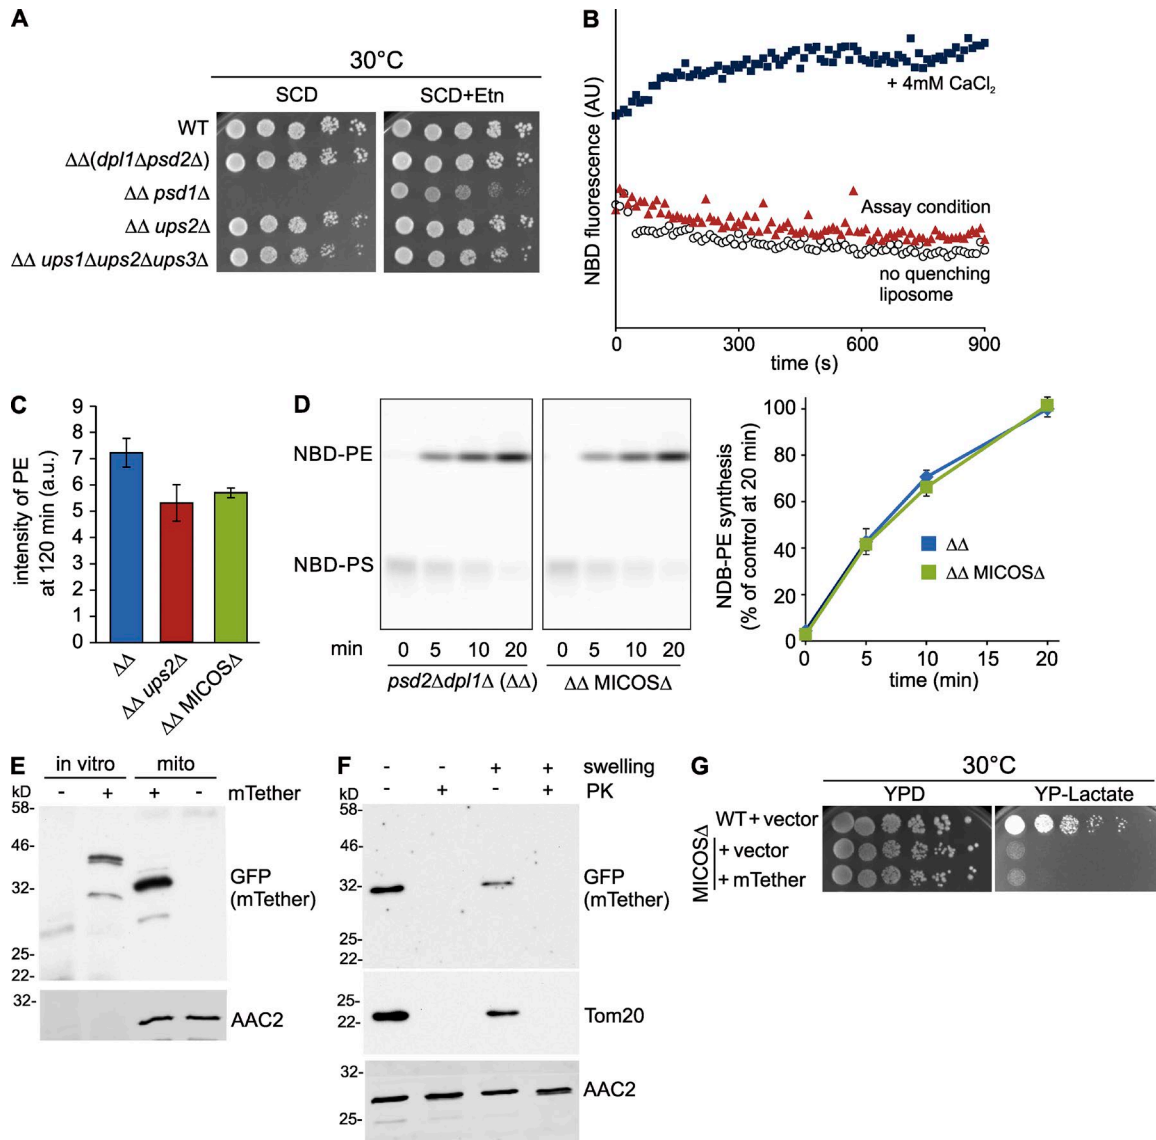 A
30°C
SCD
SCD+Etn
WT
ΔΔ(dpl1Δpsd2Δ)
ΔΔ psd1Δ
ΔΔ ups2Δ
ΔΔ ups1Δups2Δups3Δ
B
NBD fluorescence (AU)
+ 4mM CaCl₂
Assay condition
no quenching
liposome
0
300
600
900
time (s)
C
intensity of PE
at 120 min (a.u.)
9
8
7
6
5
4
3
2
1
0
ΔΔ
ΔΔ ups2Δ
ΔΔ MICOSΔ
D
NBD-PE
NBD-PS
min
0
5
10
20
0
5
10
20
psd2Δdpl1Δ (ΔΔ)
ΔΔ MICOSΔ
NDB-PE synthesis
(% of control at 20 min)
100
80
60
40
20
0
ΔΔ
ΔΔ MICOSΔ
0
5
10
15
20
time (min)
E
in vitro
mito
kD
- + + - mTether
58-
46-
32-
25-
22-
GFP
(mTether)
32-
AAC2
F
- - + + swelling
kD
- + - + PK
58-
46-
32-
25-
22-
GFP
(mTether)
25-
22-
Tom20
32-
25-
AAC2
G
30°C
YPD
YP-Lactate
WT + vector
MICOSΔ
+ vector
+ mTether